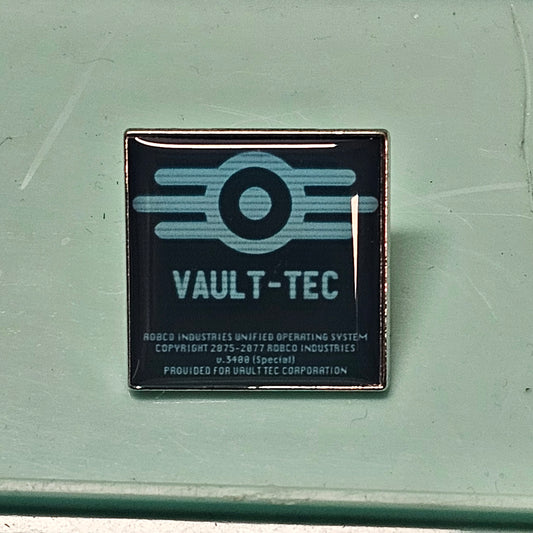 VAULT-TEC
ROBCO INDUSTRIES UNIFIED OPERATING SYSTEM
COPYRIGHT 2075-2077 ROBCO INDUSTRIES
v.3400 (Special)
PROVIDED FOR VAULT TEC CORPORATION